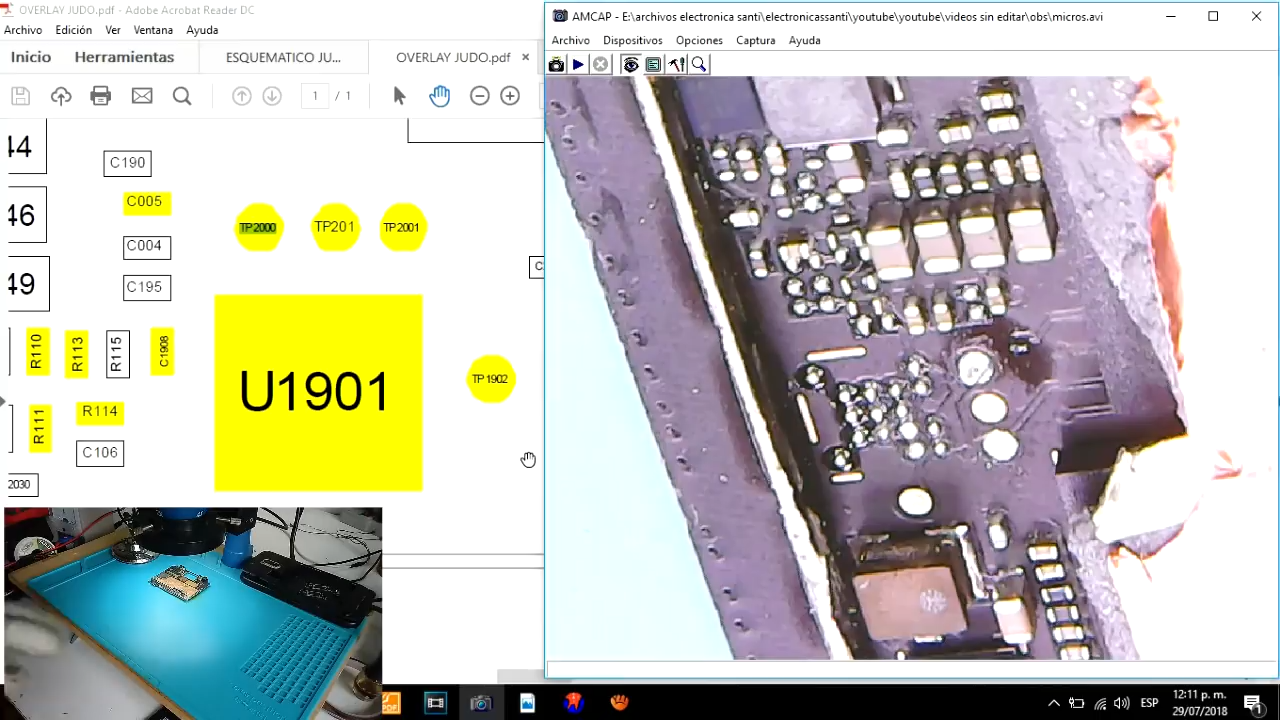 OVERLAY JUDO.pdf - Adobe Acrobat Reader DC
Archivo Edición Ver Ventana Ayuda
Inicio Herramientas ESQUEMATICO JU... OVERLAY JUDO.pdf ×
1 / 1
44
C190
46
C005
TP2000 TP201 TP2001
C004
49
C195
R110
R113
R115
C1908
U1901
TP1902
R111
R114
C106
2030
AMCAP - E:\archivos electronica santi\electronicassanti\youtube\youtube\videos sin editar\obs\micros.avi
Archivo Dispositivos Opciones Captura Ayuda
ESP
12:11 p. m.
29/07/2018
1